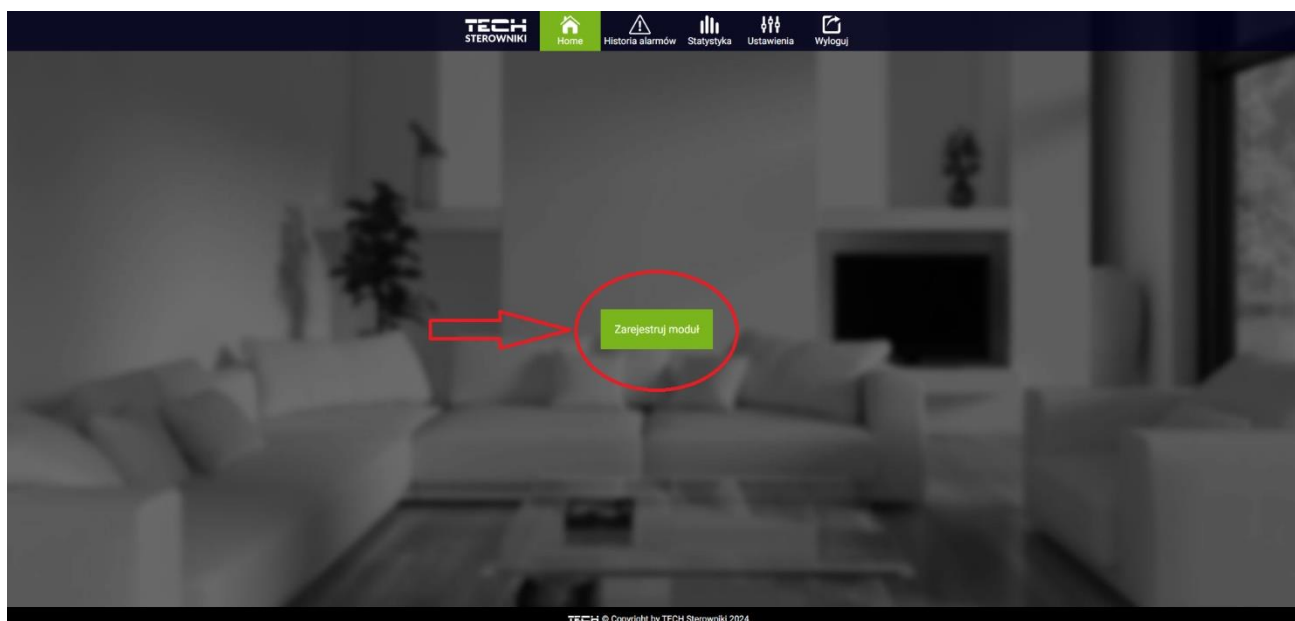 TECH
STEROWNIKI
Home
Historia alarmów
Statystyka
Ustawienia
Wyloguj
Zarejestruj moduł
TECH © Copyright by TECH Sterowniki 2024